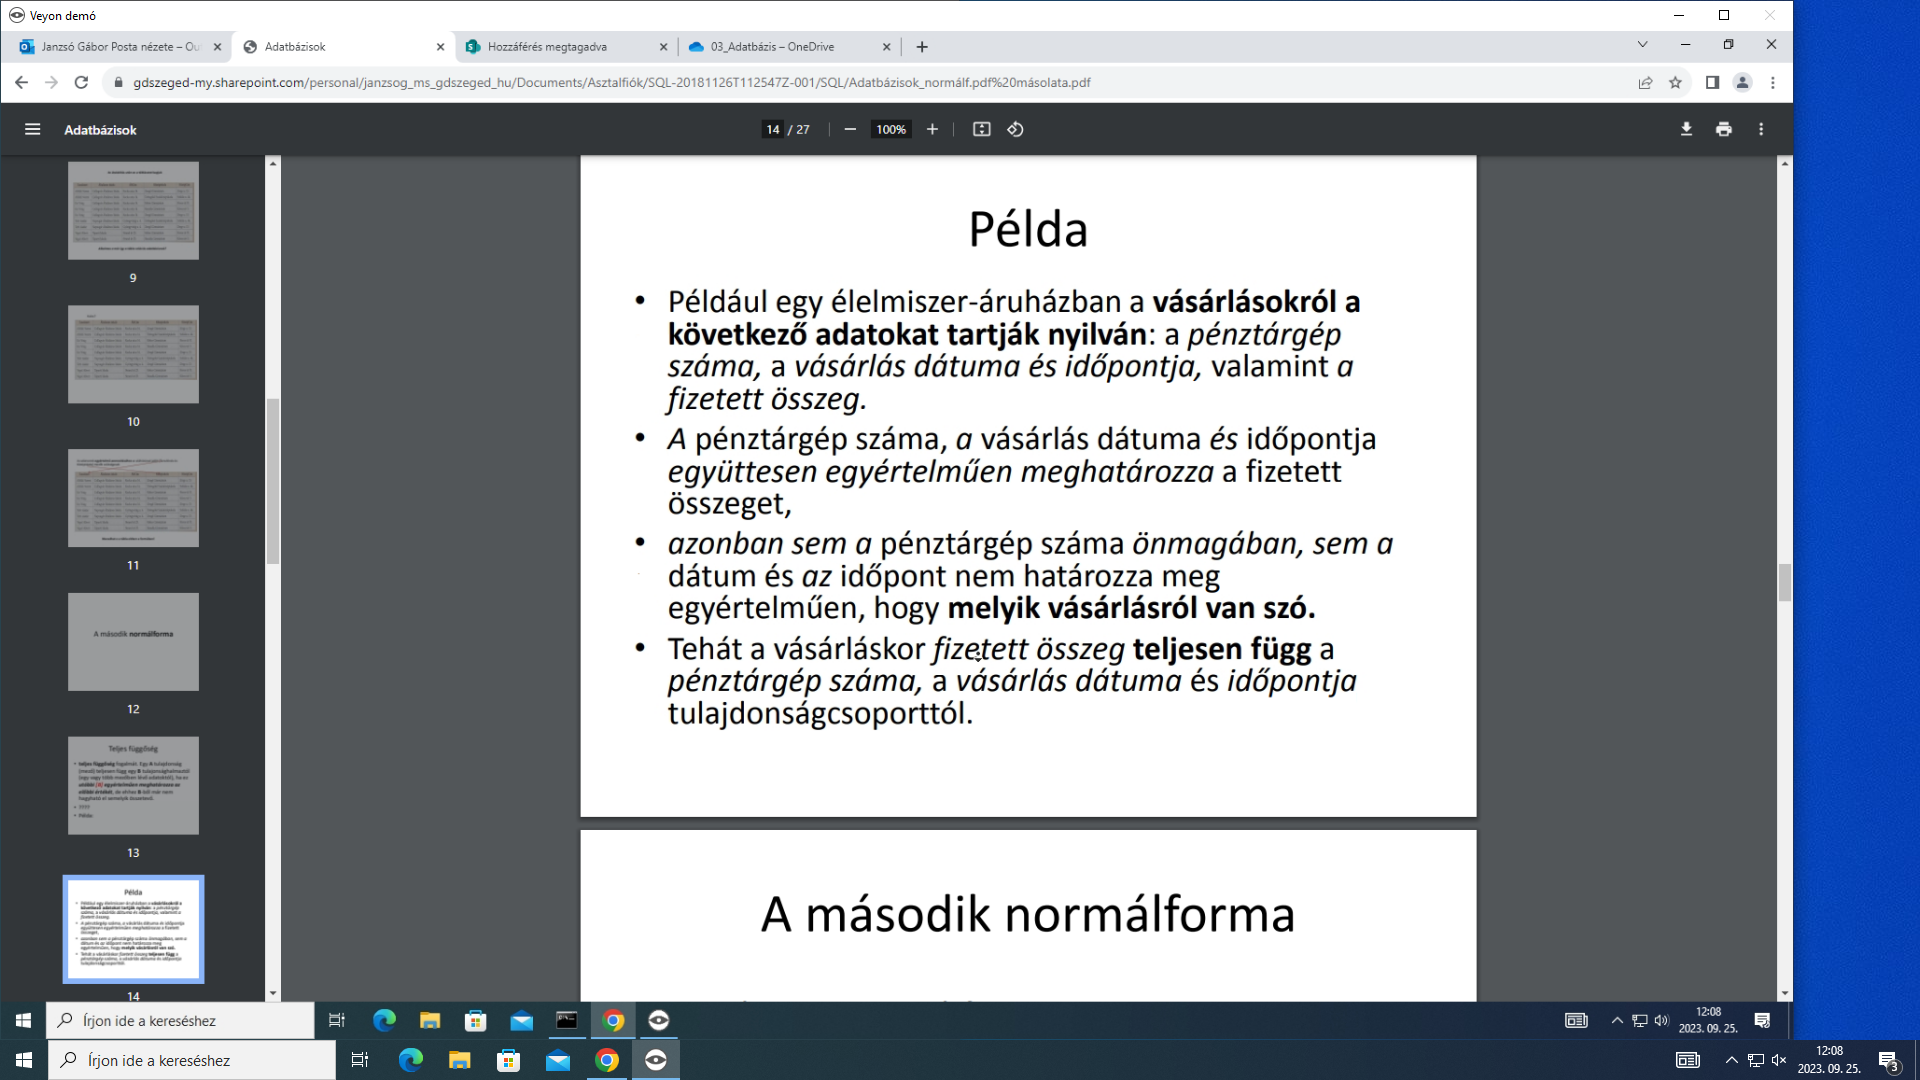 Veyon demó
Janzsó Gábor Posta nézete – Ou
Adatbázisok
Hozzáférés megtagadva
03_Adatbázis – OneDrive
gdszeged-my.sharepoint.com/personal/janzsog_ms_gdszeged_hu/Documents/Asztalfiók/SQL-20181126T112547Z-001/SQL/Adatbázisok_normálf.pdf%20másolata.pdf
Adatbázisok
14 / 27
100%
9
10
11
A második normálforma
12
Teljes függőség
13
Példa
14
Példa
• Például egy élelmiszer-áruházban a vásárlásokról a
következő adatokat tartják nyilván: a pénztárgép
száma, a vásárlás dátuma és időpontja, valamint a
fizetett összeg.
• A pénztárgép száma, a vásárlás dátuma és időpontja
együttesen egyértelműen meghatározza a fizetett
összeget,
• azonban sem a pénztárgép száma önmagában, sem a
dátum és az időpont nem határozza meg
egyértelműen, hogy melyik vásárlásról van szó.
• Tehát a vásárláskor fizetett összeg teljesen függ a
pénztárgép száma, a vásárlás dátuma és időpontja
tulajdonságcsoporttól.
A második normálforma
Írjon ide a kereséshez
12:08
2023. 09. 25.
Írjon ide a kereséshez
12:08
2023. 09. 25.
3